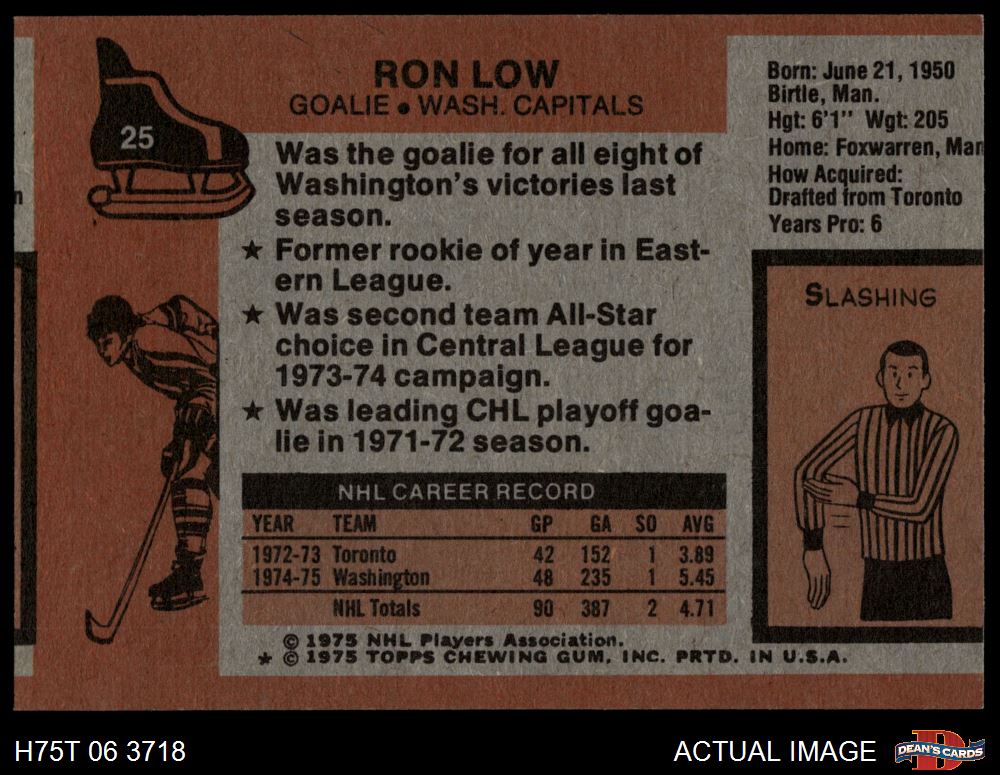 RON LOW
GOALIE • WASH. CAPITALS
25
Was the goalie for all eight of
Washington's victories last
season.
★ Former rookie of year in East-
ern League.
★ Was second team All-Star
choice in Central League for
1973-74 campaign.
★ Was leading CHL playoff goa-
lie in 1971-72 season.
NHL CAREER RECORD
YEAR TEAM GP GA SO AVG
1972-73 Toronto 42 152 1 3.89
1974-75 Washington 48 235 1 5.45
NHL Totals 90 387 2 4.71
© 1975 NHL Players Association.
★ © 1975 TOPPS CHEWING GUM, INC. PRTD. IN U.S.A.
Born: June 21, 1950
Birtle, Man.
Hgt: 6'1" Wgt: 205
Home: Foxwarren, Man
How Acquired:
Drafted from Toronto
Years Pro: 6
SLASHING
n
H75T 06 3718
ACTUAL IMAGE
DEAN'S CARDS